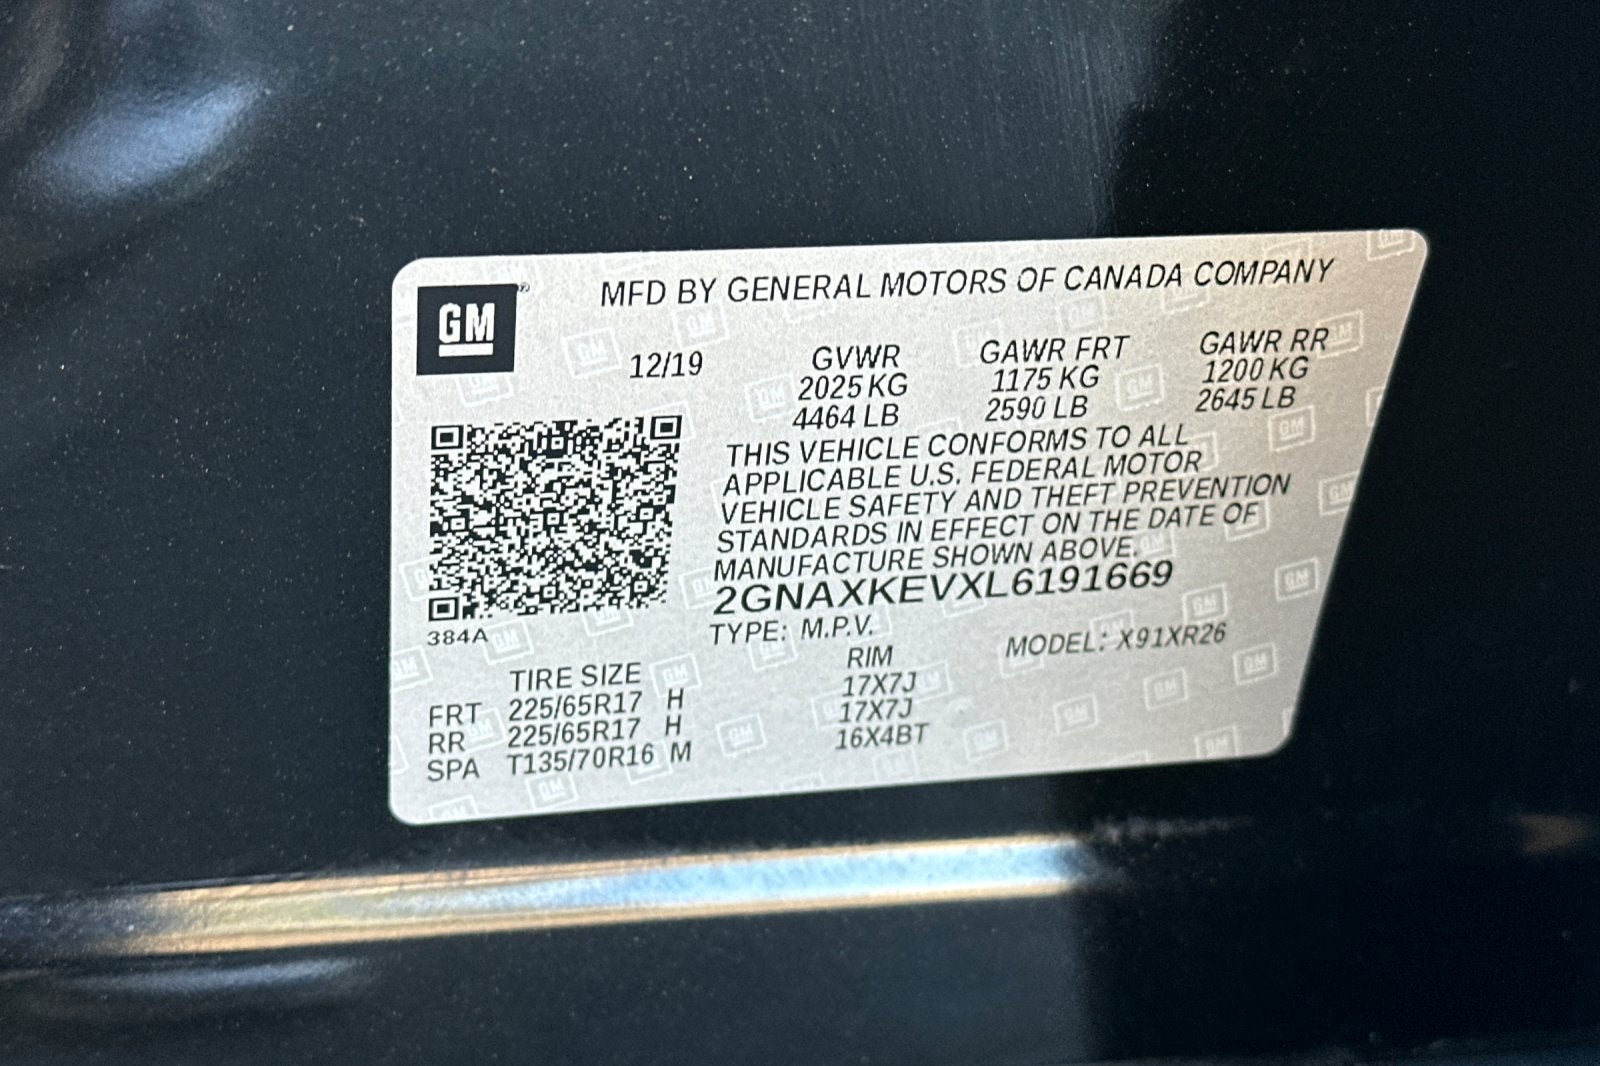 GM
MFD BY GENERAL MOTORS OF CANADA COMPANY
12/19 GVWR GAWR FRT GAWR RR
2025 KG 1175 KG 1200 KG
4464 LB 2590 LB 2645 LB
THIS VEHICLE CONFORMS TO ALL
APPLICABLE U.S. FEDERAL MOTOR
VEHICLE SAFETY AND THEFT PREVENTION
STANDARDS IN EFFECT ON THE DATE OF
MANUFACTURE SHOWN ABOVE.
2GNAXKEVXL6191669
384A
TYPE: M.P.V. MODEL: X91XR26
TIRE SIZE RIM
FRT 225/65R17 H 17X7J
RR 225/65R17 H 17X7J
SPA T135/70R16 M 16X4BT